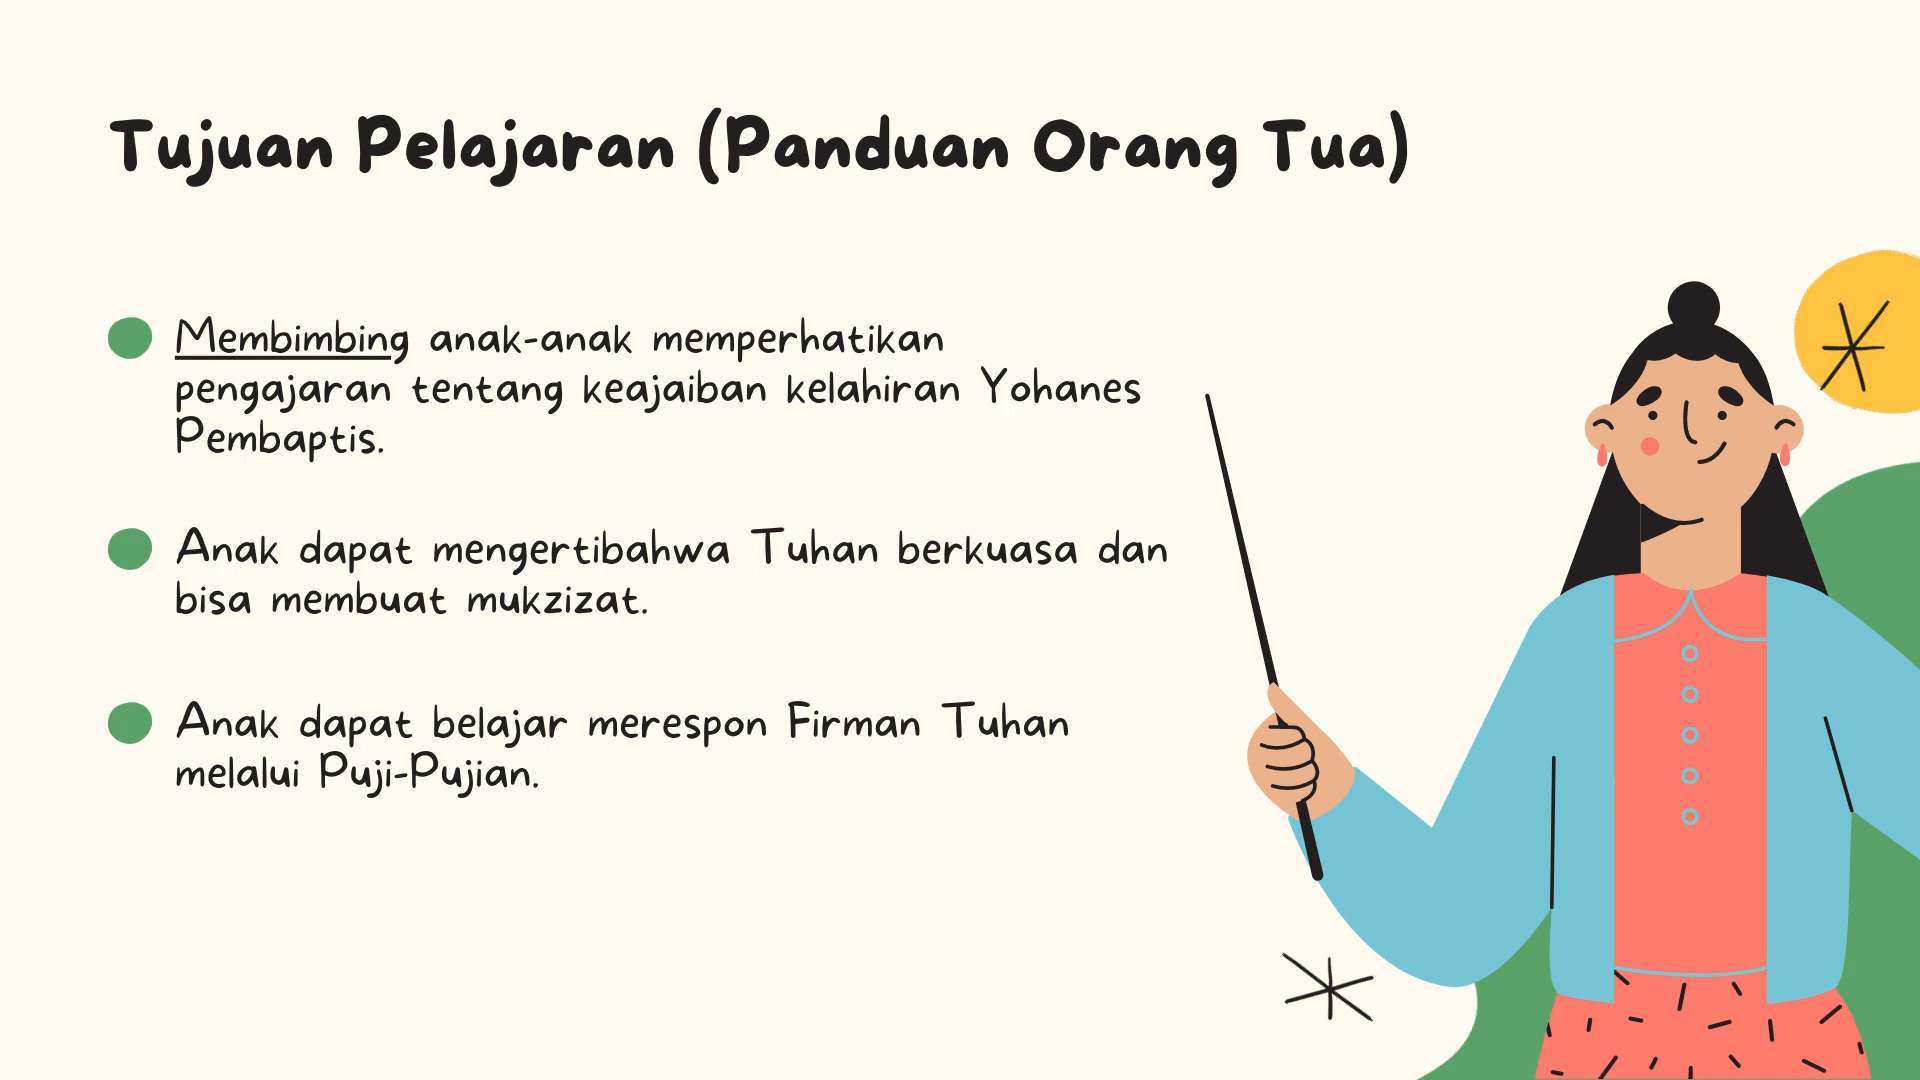 Tujuan Pelajaran (Panduan Orang Tua)
Membimbing anak-anak memperhatikan
pengajaran tentang keajaiban kelahiran Yohanes
Pembaptis.
Anak dapat mengertibahwa Tuhan berkuasa dan
bisa membuat mukzizat.
Anak dapat belajar merespon Firman Tuhan
melalui Puji-Pujian.